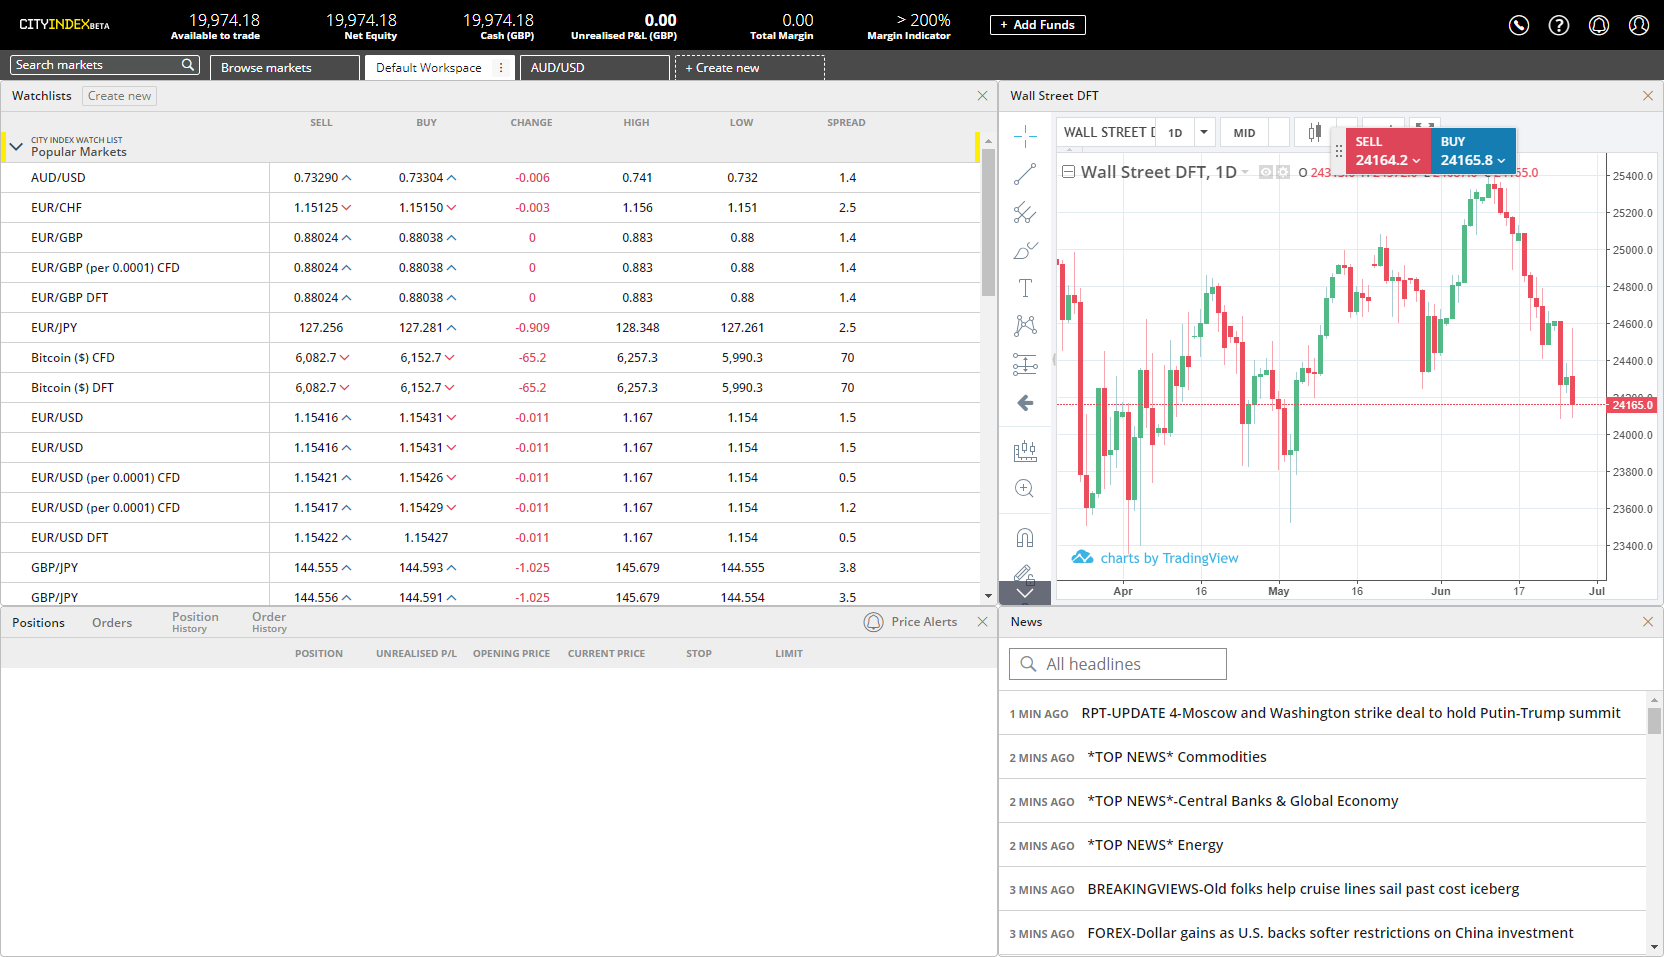 CITYINDEXBETA
19,974.18
Available to trade
19,974.18
Net Equity
19,974.18
Cash (GBP)
0.00
Unrealised P&L (GBP)
0.00
Total Margin
> 200%
Margin Indicator
+ Add Funds
Search markets
Browse markets
Default Workspace
AUD/USD
+ Create new
Watchlists
Create new
SELL BUY CHANGE HIGH LOW SPREAD
CITY INDEX WATCH LIST
Popular Markets
AUD/USD 0.73290 0.73304 -0.006 0.741 0.732 1.4
EUR/CHF 1.15125 1.15150 -0.003 1.156 1.151 2.5
EUR/GBP 0.88024 0.88038 0 0.883 0.88 1.4
EUR/GBP (per 0.0001) CFD 0.88024 0.88038 0 0.883 0.88 1.4
EUR/GBP DFT 0.88024 0.88038 0 0.883 0.88 1.4
EUR/JPY 127.256 127.281 -0.909 128.348 127.261 2.5
Bitcoin ($) CFD 6,082.7 6,152.7 -65.2 6,257.3 5,990.3 70
Bitcoin ($) DFT 6,082.7 6,152.7 -65.2 6,257.3 5,990.3 70
EUR/USD 1.15416 1.15431 -0.011 1.167 1.154 1.5
EUR/USD 1.15416 1.15431 -0.011 1.167 1.154 1.5
EUR/USD (per 0.0001) CFD 1.15421 1.15426 -0.011 1.167 1.154 0.5
EUR/USD (per 0.0001) CFD 1.15417 1.15429 -0.011 1.167 1.154 1.2
EUR/USD DFT 1.15422 1.15427 -0.011 1.167 1.154 0.5
GBP/JPY 144.555 144.593 -1.025 145.679 144.555 3.8
GBP/JPY 144.556 144.591 -1.025 145.679 144.554 3.5
Wall Street DFT
WALL STREET D 1D MID
SELL
24164.2
BUY
24165.8
Wall Street DFT, 1D
O
25400.0
25200.0
25000.0
24800.0
24600.0
24400.0
24165.0
24000.0
23800.0
23600.0
23400.0
charts by TradingView
Apr 16 May 16 Jun 17 Jul
Positions
Orders
Position
History
Order
History
Price Alerts
POSITION UNREALISED P/L OPENING PRICE CURRENT PRICE STOP LIMIT
News
All headlines
1 MIN AGO RPT-UPDATE 4-Moscow and Washington strike deal to hold Putin-Trump summit
2 MINS AGO *TOP NEWS* Commodities
2 MINS AGO *TOP NEWS*-Central Banks & Global Economy
2 MINS AGO *TOP NEWS* Energy
3 MINS AGO BREAKINGVIEWS-Old folks help cruise lines sail past cost iceberg
3 MINS AGO FOREX-Dollar gains as U.S. backs softer restrictions on China investment